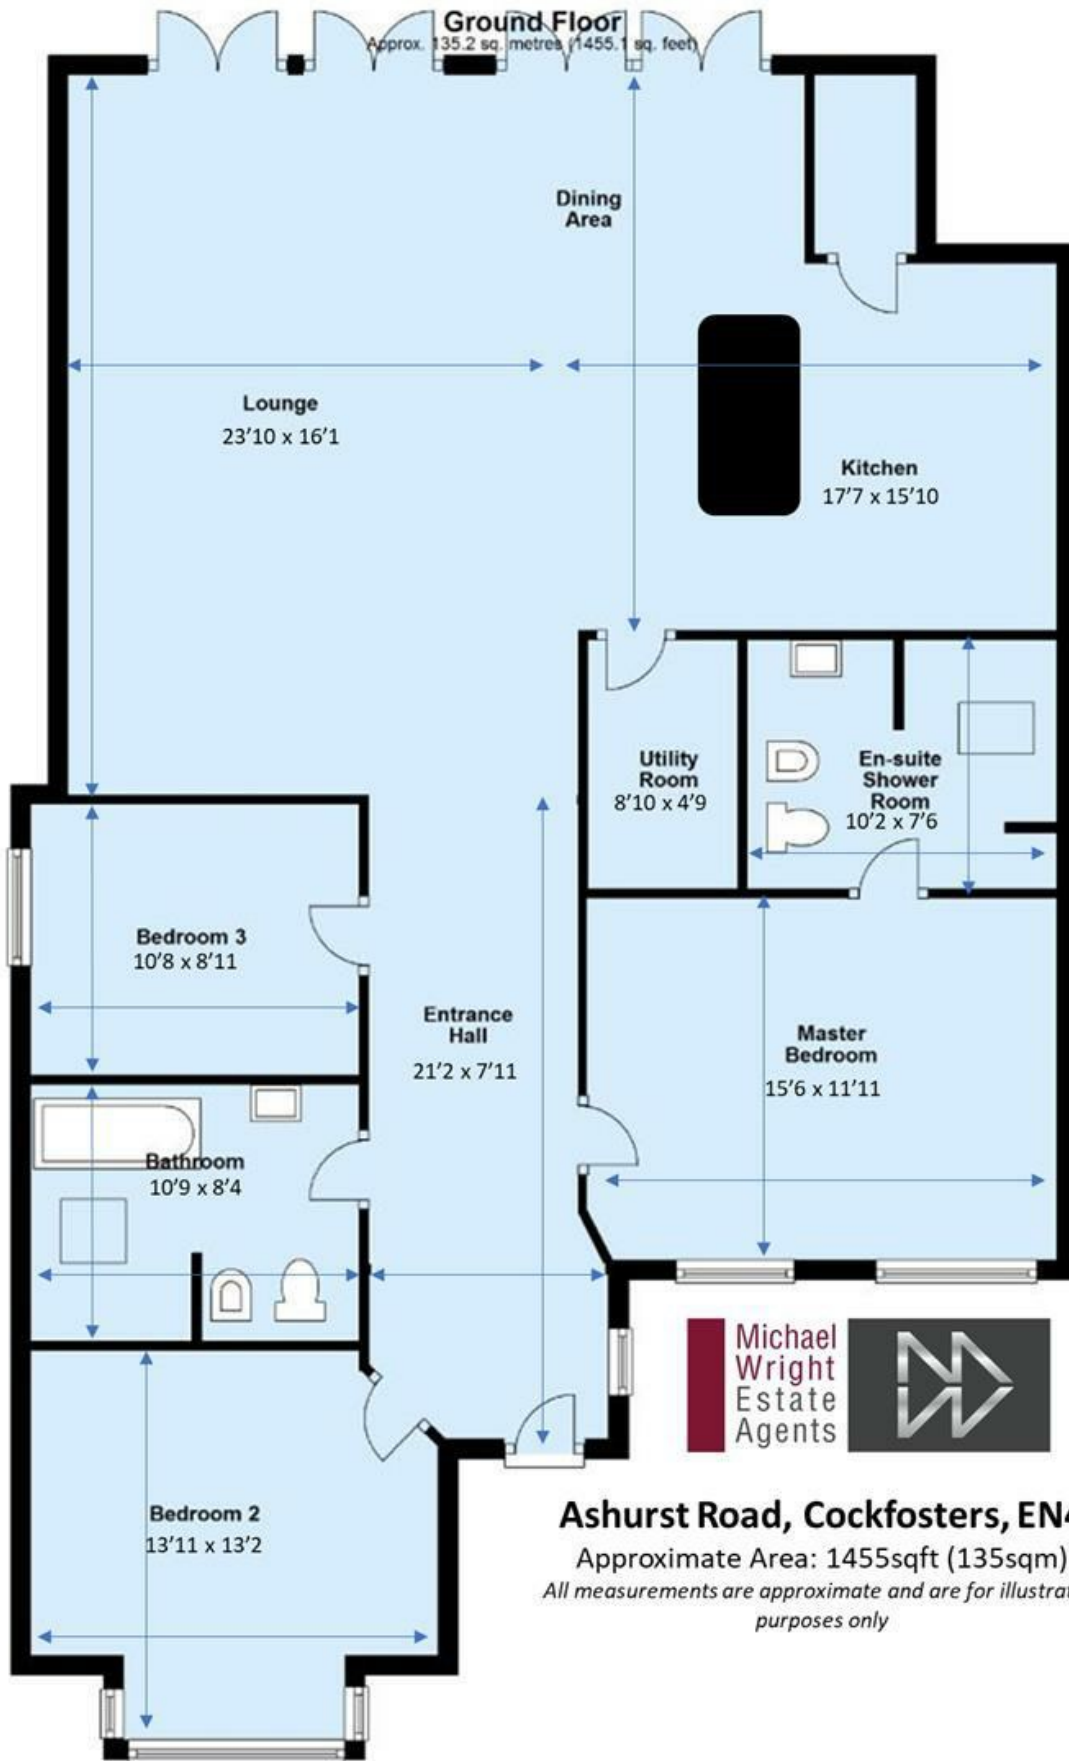 Ground Floor
Approx. 135.2 sq. metres (1455.1 sq. feet)
Dining
Area
Lounge
23'10 x 16'1
Kitchen
17'7 x 15'10
Utility
Room
8'10 x 4'9
En-suite
Shower
Room
10'2 x 7'6
Bedroom 3
10'8 x 8'11
Entrance
Hall
21'2 x 7'11
Master
Bedroom
15'6 x 11'11
Bathroom
10'9 x 8'4
Michael
Wright
Estate
Agents
Bedroom 2
13'11 x 13'2
Ashurst Road, Cockfosters, EN4
Approximate Area: 1455sqft (135sqm)
All measurements are approximate and are for illustrat
purposes only